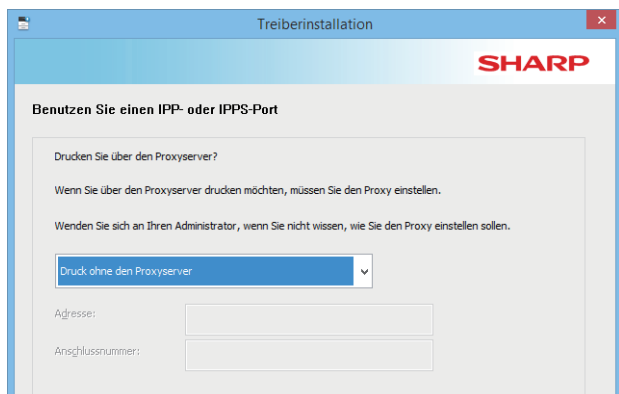 Treiberinstallation
SHARP
Benutzen Sie einen IPP- oder IPPS-Port
Drucken Sie über den Proxyserver?
Wenn Sie über den Proxyserver drucken möchten, müssen Sie den Proxy einstellen.
Wenden Sie sich an Ihren Administrator, wenn Sie nicht wissen, wie Sie den Proxy einstellen sollen.
Druck ohne den Proxyserver
Adresse:
Anschlussnummer: